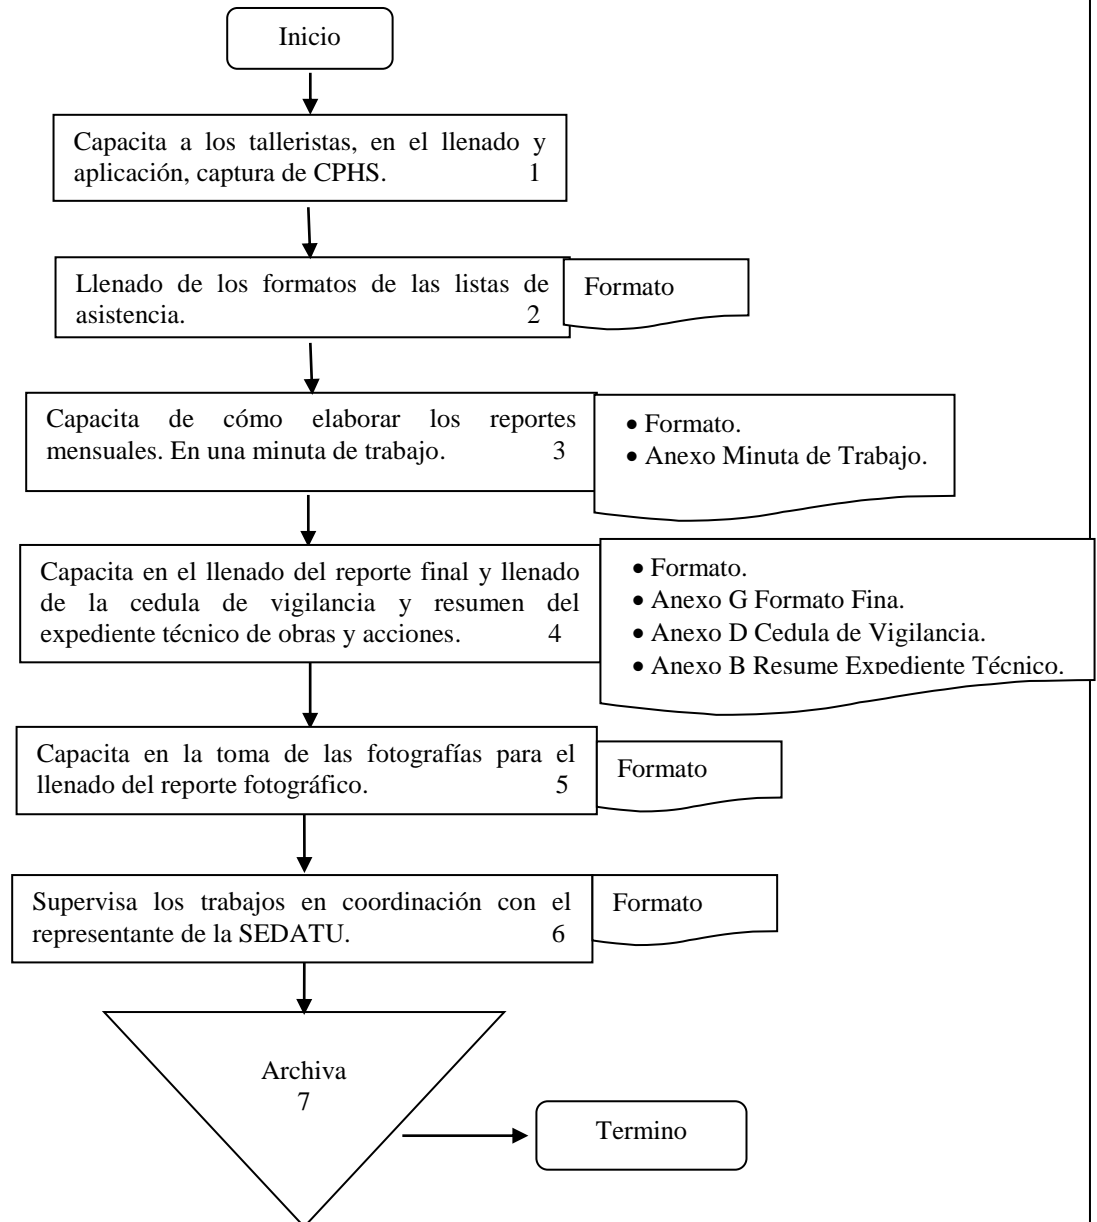 Inicio
Capacita a los talleristas, en el llenado y
aplicación, captura de CPHS. 1
Llenado de los formatos de las listas de
asistencia. 2
Formato
Capacita de cómo elaborar los reportes
mensuales. En una minuta de trabajo. 3
• Formato.
• Anexo Minuta de Trabajo.
Capacita en el llenado del reporte final y llenado
de la cedula de vigilancia y resumen del
expediente técnico de obras y acciones. 4
• Formato.
• Anexo G Formato Fina.
• Anexo D Cedula de Vigilancia.
• Anexo B Resume Expediente Técnico.
Capacita en la toma de las fotografías para el
llenado del reporte fotográfico. 5
Formato
Supervisa los trabajos en coordinación con el
representante de la SEDATU. 6
Formato
Archiva
7
Termino